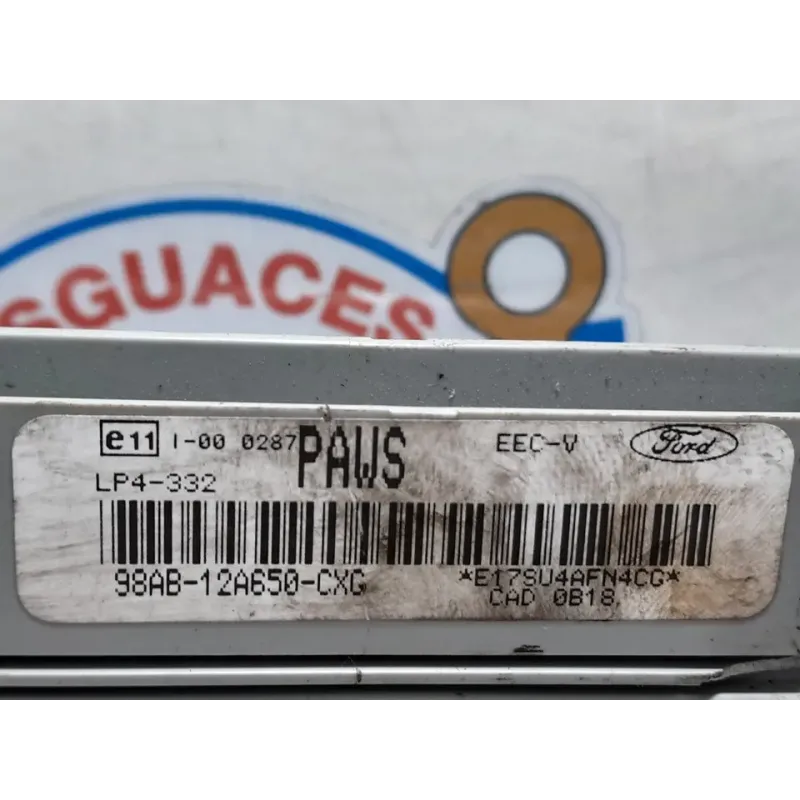 SGUACES
e11 I-00 0287 PAWS EEC-V Ford
LP4-332
98AB-12A650-CXG *E17SU4AFN4CG*
CAD 0B18